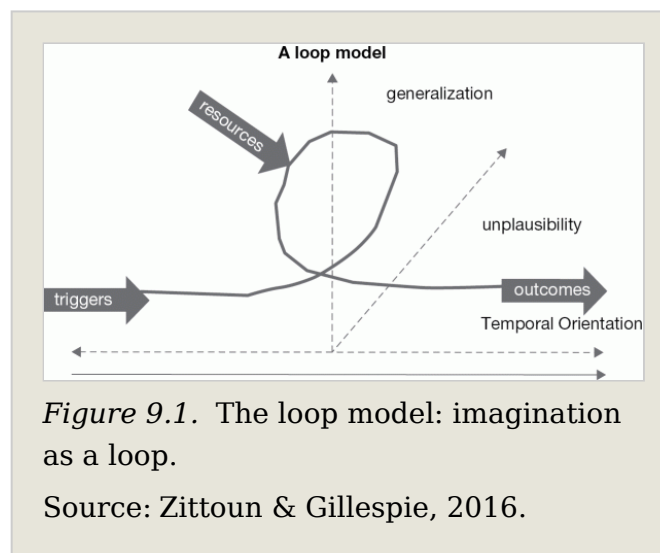 A loop model
generalization
resources
unplausibility
triggers
outcomes
Temporal Orientation
Figure 9.1. The loop model: imagination
as a loop.
Source: Zittoun & Gillespie, 2016.